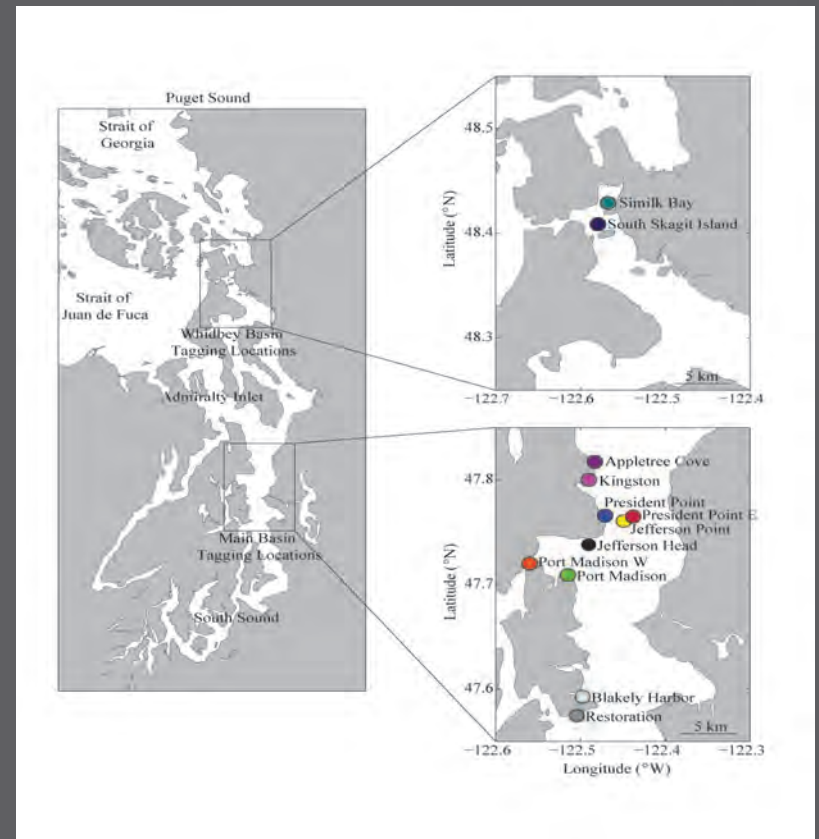 Puget Sound
Strait of
Georgia
Strait of
Juan de Fuca
Whidbey Basin
Tagging Locations
Admiralty Inlet
Main Basin
Tagging Locations
South Sound
48.5
48.4
48.3
Latitude (°N)
Similk Bay
South Skagit Island
5 km
−122.7
−122.6
−122.5
−122.4
47.8
47.7
47.6
Latitude (°N)
Appletree Cove
Kingston
President Point
President Point E
Jefferson Point
Jefferson Head
Port Madison W
Port Madison
Blakely Harbor
Restoration
5 km
−122.6
−122.5
−122.4
−122.3
Longitude (°W)